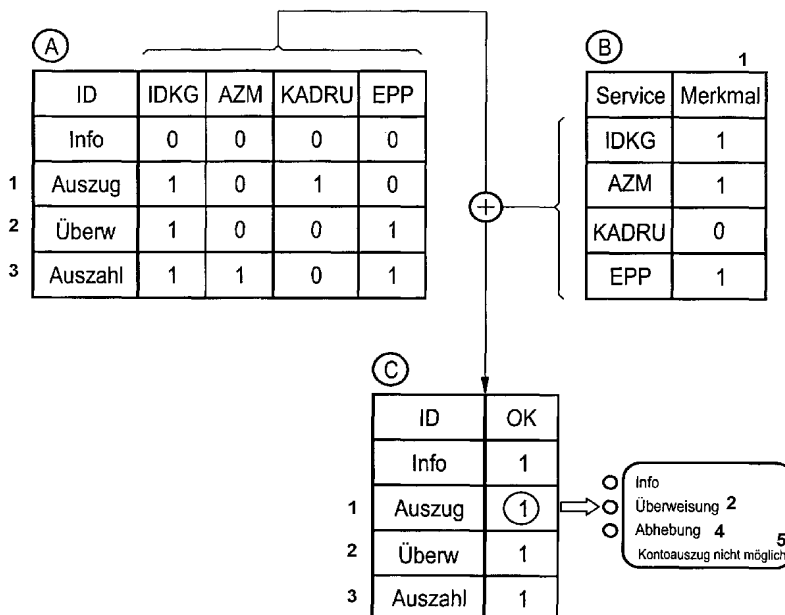 A
ID IDKG AZM KADRU EPP
Info 0 0 0 0
1 Auszug 1 0 1 0
2 Überw 1 0 0 1
3 Auszahl 1 1 0 1
B
1
Service Merkmal
IDKG 1
AZM 1
KADRU 0
EPP 1
+
C
ID OK
Info 1
1 Auszug 1
2 Überw 1
3 Auszahl 1
Info
Überweisung 2
Abhebung 4
5
Kontoauszug nicht möglich